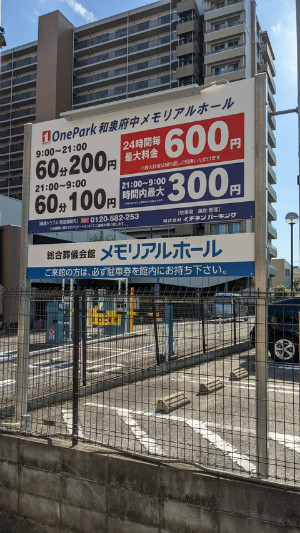 OnePark 和泉府中メモリアルホール
9:00~21:00
60分200円
21:00~9:00
60分100円
24時間毎
最大料金
600円
21:00~9:00
時間内最大
300円
0120-582-253
株式会社 イチキン パーキング
総合葬儀会館 メモリアルホール
ご来館の方は、必ず駐車券を館内にお持ち下さい。